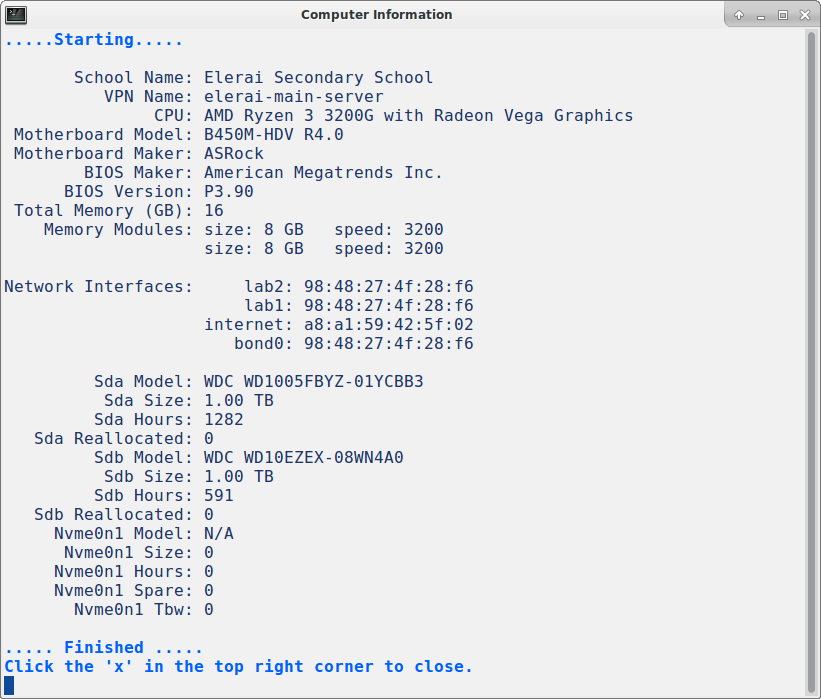 Computer Information
.....Starting.....
School Name: Elerai Secondary School
VPN Name: elerai-main-server
CPU: AMD Ryzen 3 3200G with Radeon Vega Graphics
Motherboard Model: B450M-HDV R4.0
Motherboard Maker: ASRock
BIOS Maker: American Megatrends Inc.
BIOS Version: P3.90
Total Memory (GB): 16
Memory Modules: size: 8 GB   speed: 3200
size: 8 GB   speed: 3200
Network Interfaces:     lab2: 98:48:27:4f:28:f6
lab1: 98:48:27:4f:28:f6
internet: a8:a1:59:42:5f:02
bond0: 98:48:27:4f:28:f6
Sda Model: WDC WD1005FBYZ-01YCBB3
Sda Size: 1.00 TB
Sda Hours: 1282
Sda Reallocated: 0
Sdb Model: WDC WD10EZEX-08WN4A0
Sdb Size: 1.00 TB
Sdb Hours: 591
Sdb Reallocated: 0
Nvme0n1 Model: N/A
Nvme0n1 Size: 0
Nvme0n1 Hours: 0
Nvme0n1 Spare: 0
Nvme0n1 Tbw: 0
..... Finished .....
Click the 'x' in the top right corner to close.